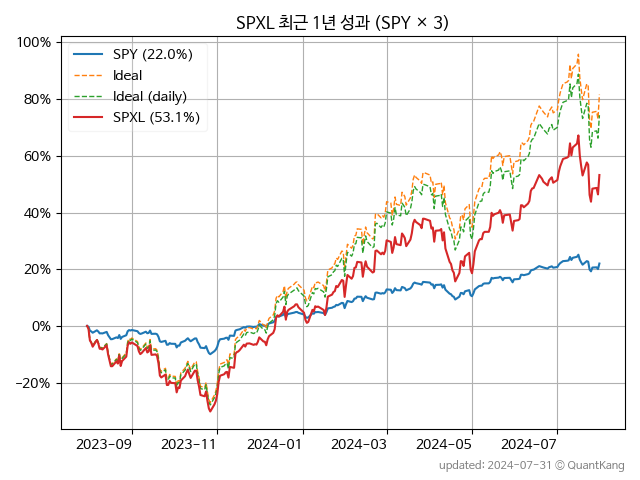 SPXL 최근 1년 성과 (SPY × 3)
100%
80%
60%
40%
20%
0%
−20%
SPY (22.0%)
Ideal
Ideal (daily)
SPXL (53.1%)
2023−09
2023−11
2024−01
2024−03
2024−05
2024−07
updated: 2024-07-31 © QuantKang